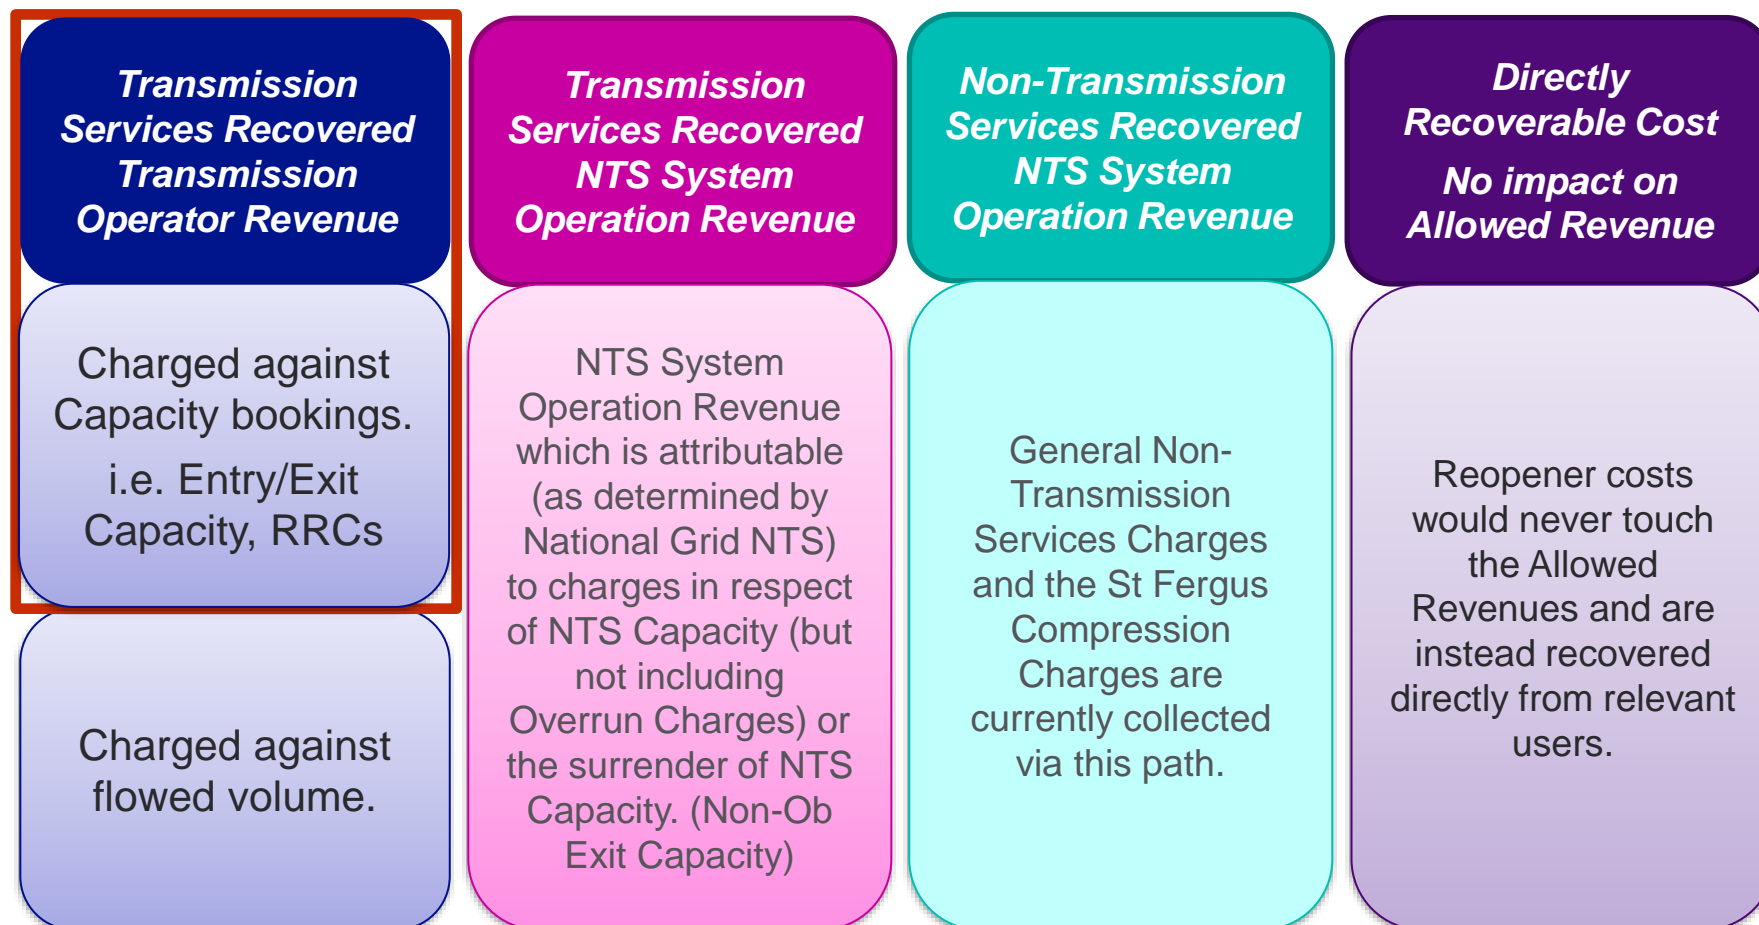 Transmission
Services Recovered
Transmission
Operator Revenue
Charged against
Capacity bookings.
i.e. Entry/Exit
Capacity, RRCs
Charged against
flowed volume.
Transmission
Services Recovered
NTS System
Operation Revenue
NTS System
Operation Revenue
which is attributable
(as determined by
National Grid NTS)
to charges in respect
of NTS Capacity (but
not including
Overrun Charges) or
the surrender of NTS
Capacity. (Non-Ob
Exit Capacity)
Non-Transmission
Services Recovered
NTS System
Operation Revenue
General Non-
Transmission
Services Charges
and the St Fergus
Compression
Charges are
currently collected
via this path.
Directly
Recoverable Cost
No impact on
Allowed Revenue
Reopener costs
would never touch
the Allowed
Revenues and are
instead recovered
directly from relevant
users.